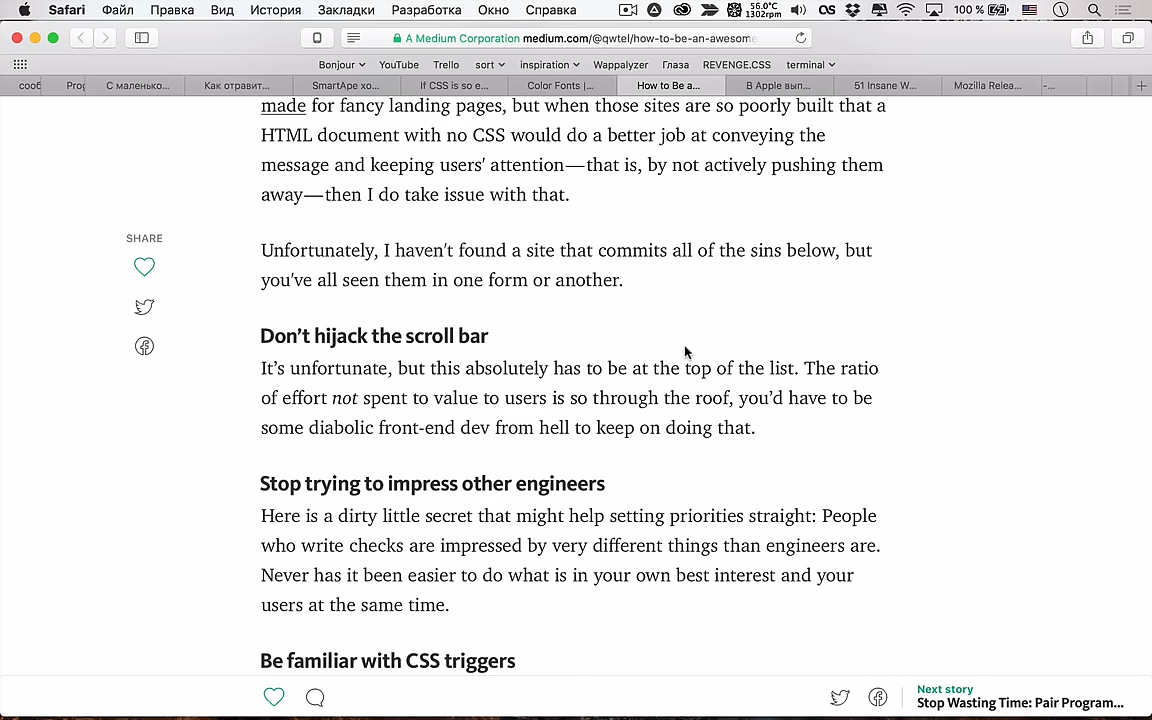 Safari Файл Правка Вид История Закладки Разработка Окно Справка 56.0°C 1302rpm 100 %
A Medium Corporation medium.com/@qwtel/how-to-be-an-awesom
Bonjour YouTube Trello sort inspiration Wappalyzer Глаза REVENGE.CSS terminal
сооб Prog С маленько... Как отравит... SmartApe хо... If CSS is so e... Color Fonts |... How to Be a... В Apple вып... 51 Insane W... Mozilla Relea... -...
made for fancy landing pages, but when those sites are so poorly built that a
HTML document with no CSS would do a better job at conveying the
message and keeping users' attention — that is, by not actively pushing them
away — then I do take issue with that.
SHARE
Unfortunately, I haven't found a site that commits all of the sins below, but
you've all seen them in one form or another.
Don't hijack the scroll bar
It's unfortunate, but this absolutely has to be at the top of the list. The ratio
of effort not spent to value to users is so through the roof, you'd have to be
some diabolic front-end dev from hell to keep on doing that.
Stop trying to impress other engineers
Here is a dirty little secret that might help setting priorities straight: People
who write checks are impressed by very different things than engineers are.
Never has it been easier to do what is in your own best interest and your
users at the same time.
Be familiar with CSS triggers
Next story
Stop Wasting Time: Pair Program...